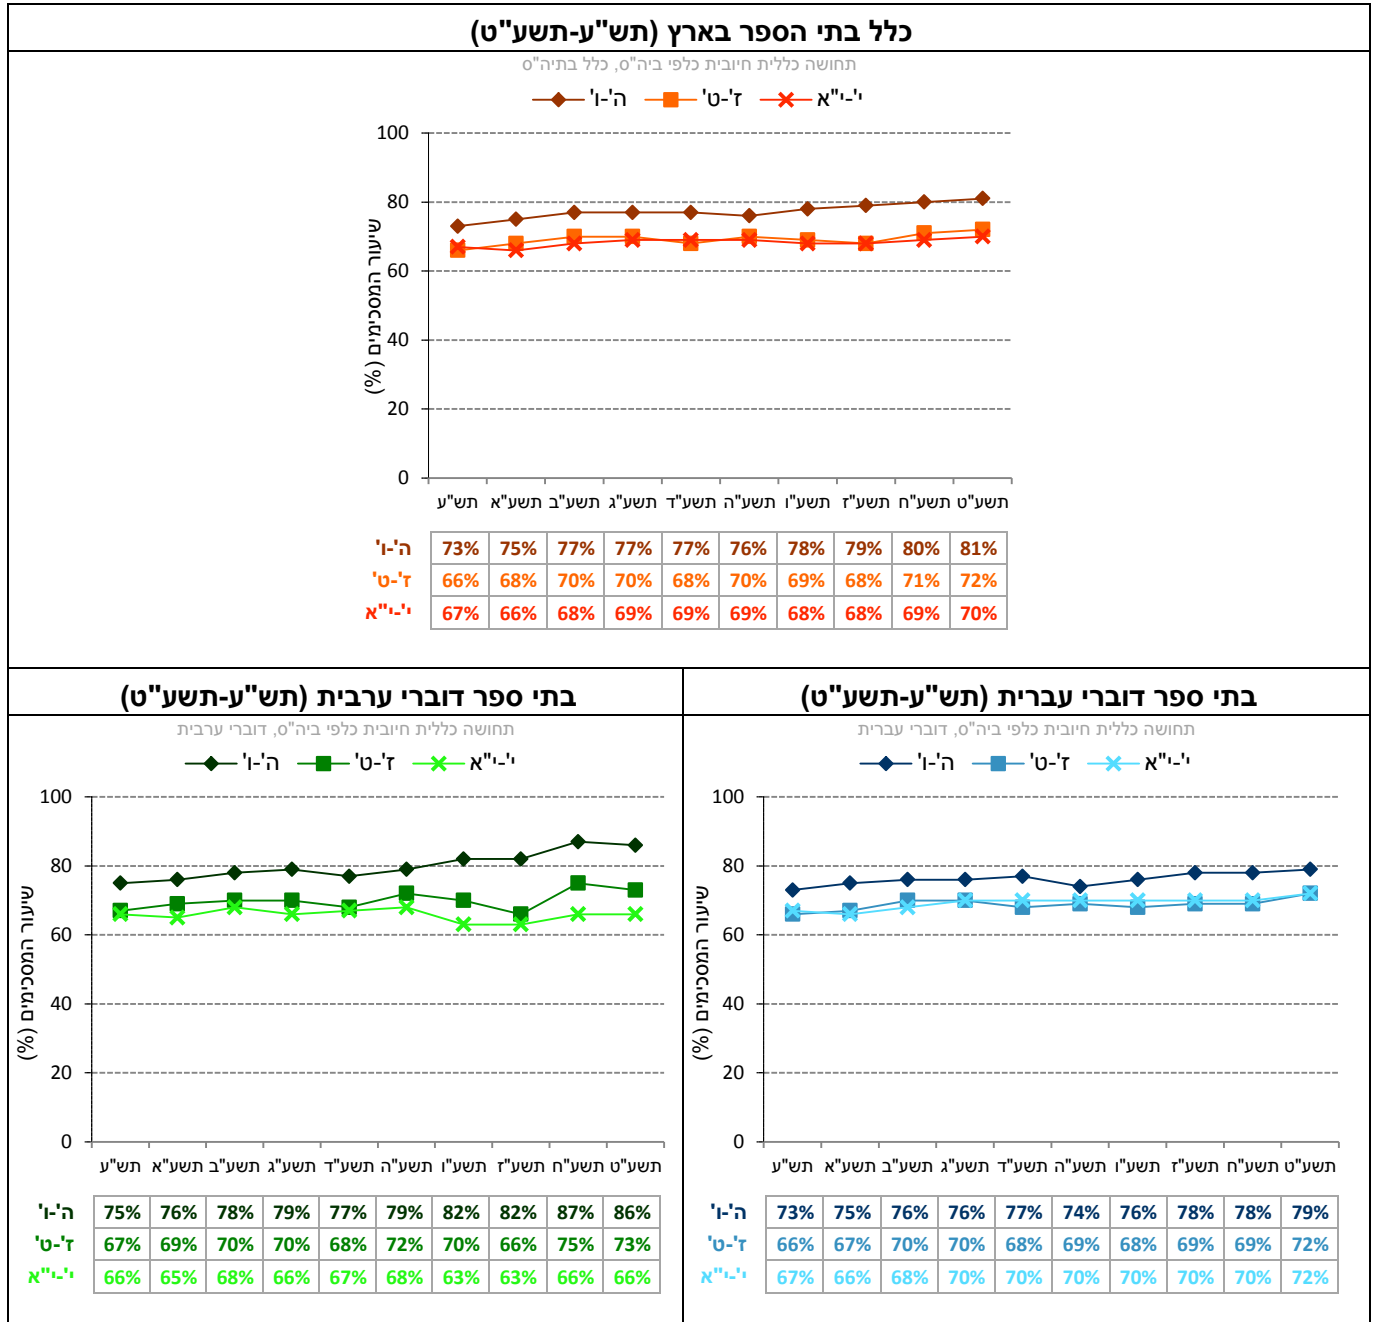 כלל בתי הספר בארץ (תש"ע-תשע"ט)
תחושה כללית חיובית כלפי ביה"ס, כלל בתיה"ס
ה'-ו' ז'-ט' י'-י"א
שיעור המסכימים (%)
100
80
60
40
20
0
תש"ע תשע"א תשע"ב תשע"ג תשע"ד תשע"ה תשע"ו תשע"ז תשע"ח תשע"ט
ה'-ו' 73% 75% 77% 77% 77% 76% 78% 79% 80% 81%
ז'-ט' 66% 68% 70% 70% 68% 70% 69% 68% 71% 72%
י'-י"א 67% 66% 68% 69% 69% 69% 68% 68% 69% 70%
בתי ספר דוברי עברית (תש"ע-תשע"ט)
תחושה כללית חיובית כלפי ביה"ס, דוברי עברית
ה'-ו' ז'-ט' י'-י"א
שיעור המסכימים (%)
100
80
60
40
20
0
תש"ע תשע"א תשע"ב תשע"ג תשע"ד תשע"ה תשע"ו תשע"ז תשע"ח תשע"ט
ה'-ו' 73% 75% 76% 76% 77% 74% 76% 78% 78% 79%
ז'-ט' 66% 67% 70% 70% 68% 69% 68% 69% 69% 72%
י'-י"א 67% 66% 68% 70% 70% 70% 70% 70% 70% 72%
בתי ספר דוברי ערבית (תש"ע-תשע"ט)
תחושה כללית חיובית כלפי ביה"ס, דוברי ערבית
ה'-ו' ז'-ט' י'-י"א
שיעור המסכימים (%)
100
80
60
40
20
0
תש"ע תשע"א תשע"ב תשע"ג תשע"ד תשע"ה תשע"ו תשע"ז תשע"ח תשע"ט
ה'-ו' 75% 76% 78% 79% 77% 79% 82% 82% 87% 86%
ז'-ט' 67% 69% 70% 70% 68% 72% 70% 66% 75% 73%
י'-י"א 66% 65% 68% 66% 67% 68% 63% 63% 66% 66%